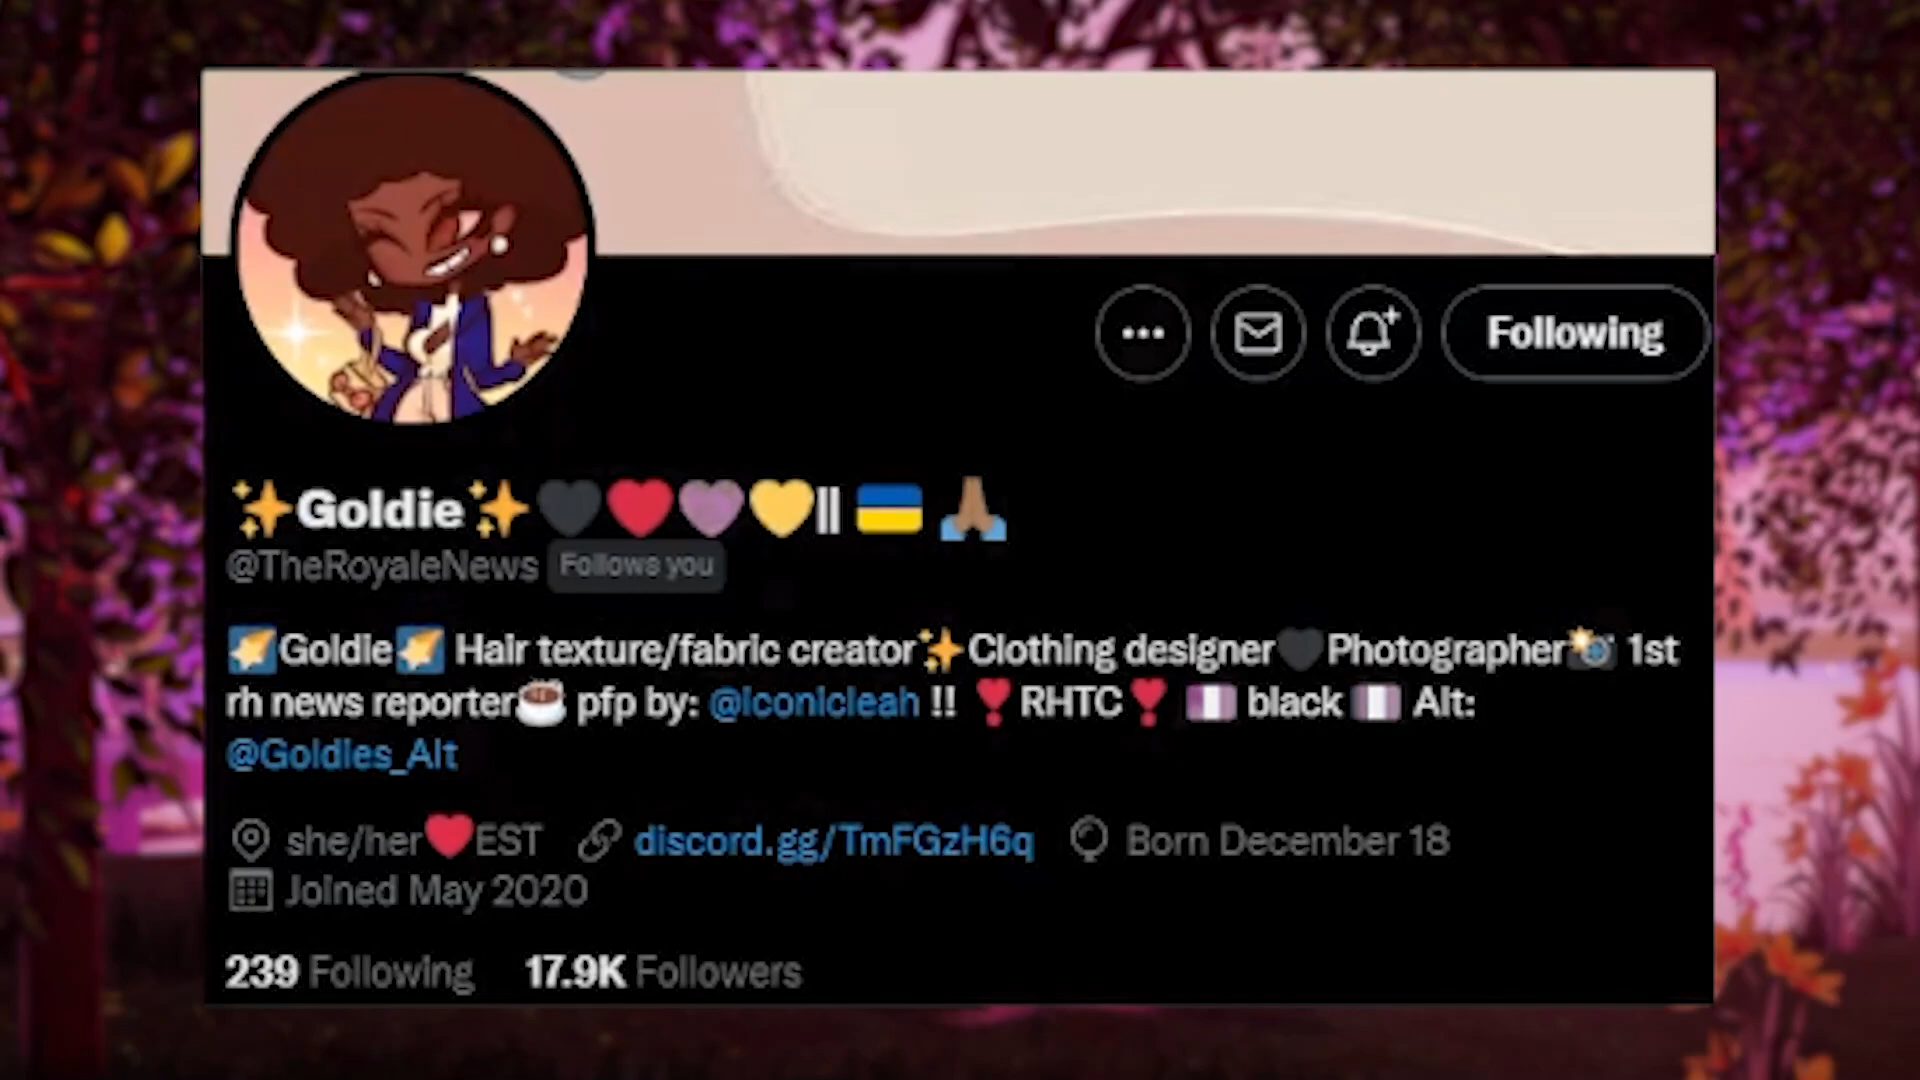 Following
✨Goldie✨🖤❤️💜💛|| 🇺🇦 🙏🏽
@TheRoyaleNews Follows you
Goldie Hair texture/fabric creator✨Clothing designer🖤Photographer📸 1st
rh news reporter☕ pfp by: @iconicleah !! ❣️RHTC❣️ black Alt:
@Goldies_Alt
she/her❤️EST discord.gg/TmFGzH6q Born December 18
Joined May 2020
239 Following 17.9K Followers